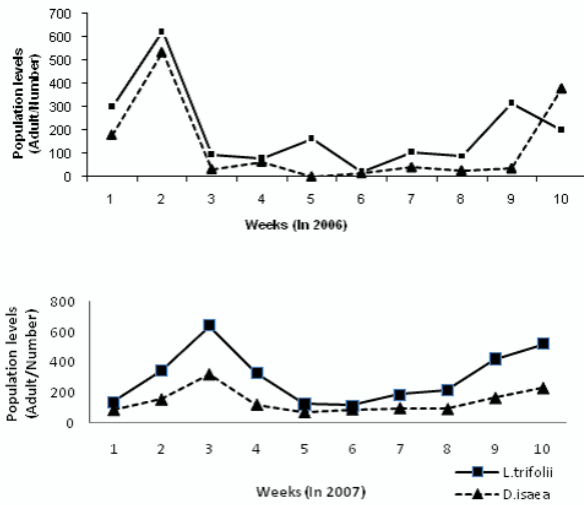 Population levels
(Adult/Number)
700
600
500
400
300
200
100
0
1 2 3 4 5 6 7 8 9 10
Weeks (In 2006)
Population levels
(Adult/Number)
800
600
400
200
0
1 2 3 4 5 6 7 8 9 10
Weeks (In 2007)
L.trifolii
D.isaea